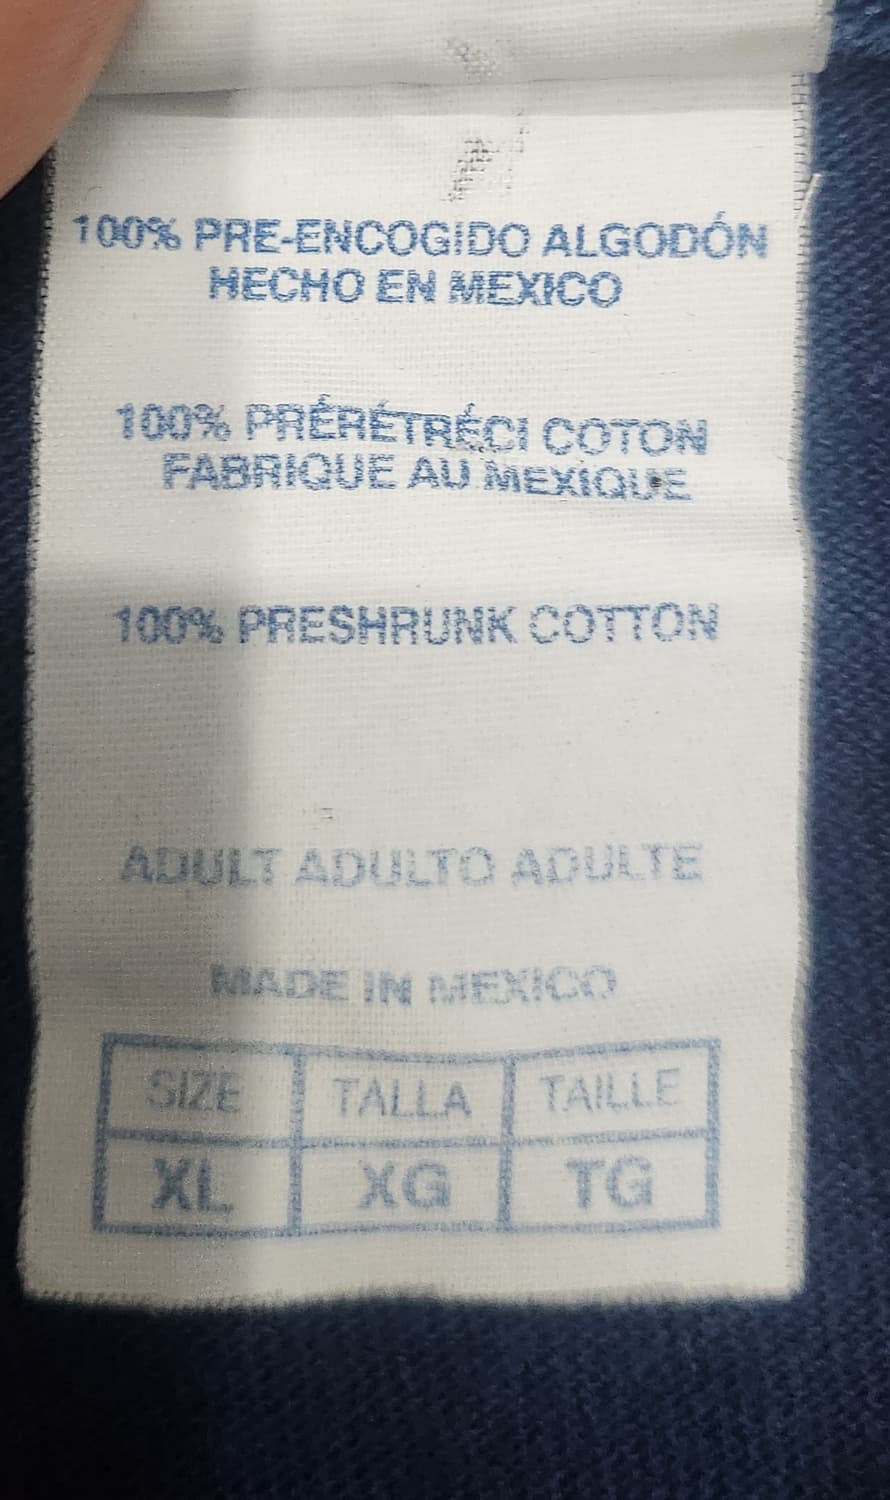 100% PRE-ENCOGIDO ALGODÓN
HECHO EN MEXICO
100% PRÉRÉTRÉCI COTON
FABRIQUE AU MEXIQUE
100% PRESHRUNK COTTON
ADULT ADULTO ADULTE
MADE IN MEXICO
SIZE TALLA TAILLE
XL XG TG